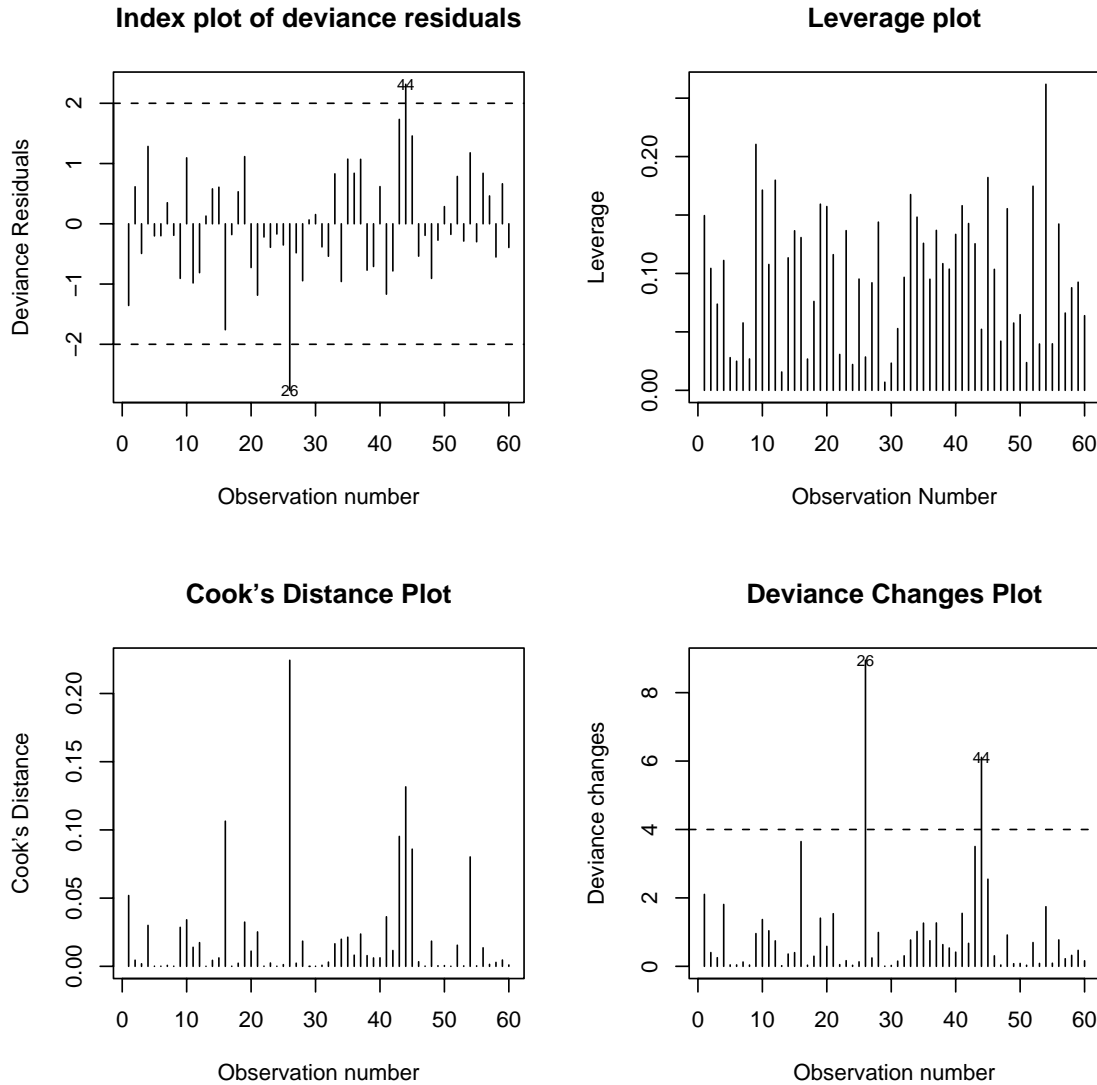 Index plot of deviance residuals
Deviance Residuals
2
1
0
−1
−2
44
26
0 10 20 30 40 50 60
Observation number
Leverage plot
Leverage
0.20
0.10
0.00
0 10 20 30 40 50 60
Observation Number
Cook's Distance Plot
Cook's Distance
0.20
0.15
0.10
0.05
0.00
0 10 20 30 40 50 60
Observation number
Deviance Changes Plot
Deviance changes
8
6
4
2
0
26
44
0 10 20 30 40 50 60
Observation number